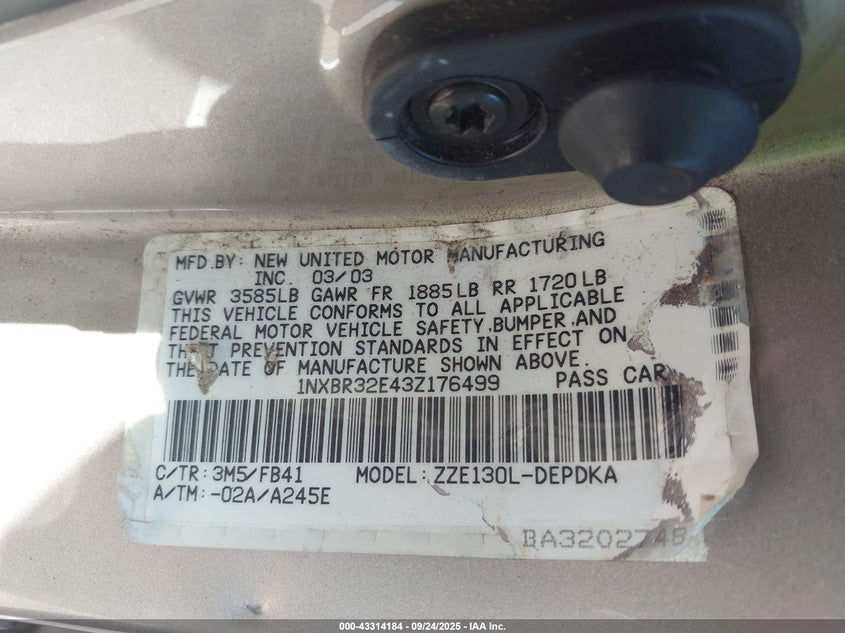 MFD.BY: NEW UNITED MOTOR MANUFACTURING
INC. 03/03
GVWR 3585LB GAWR FR 1885LB RR 1720LB
THIS VEHICLE CONFORMS TO ALL APPLICABLE
FEDERAL MOTOR VEHICLE SAFETY,BUMPER,AND
THEFT PREVENTION STANDARDS IN EFFECT ON
THE DATE OF MANUFACTURE SHOWN ABOVE.
1NXBR32E43Z176499 PASS CAR
C/TR: 3M5/FB41 MODEL: ZZE130L-DEPDKA
A/TM: -02A/A245E
BA3202748
000-43314184 - 09/24/2025 - IAA Inc.